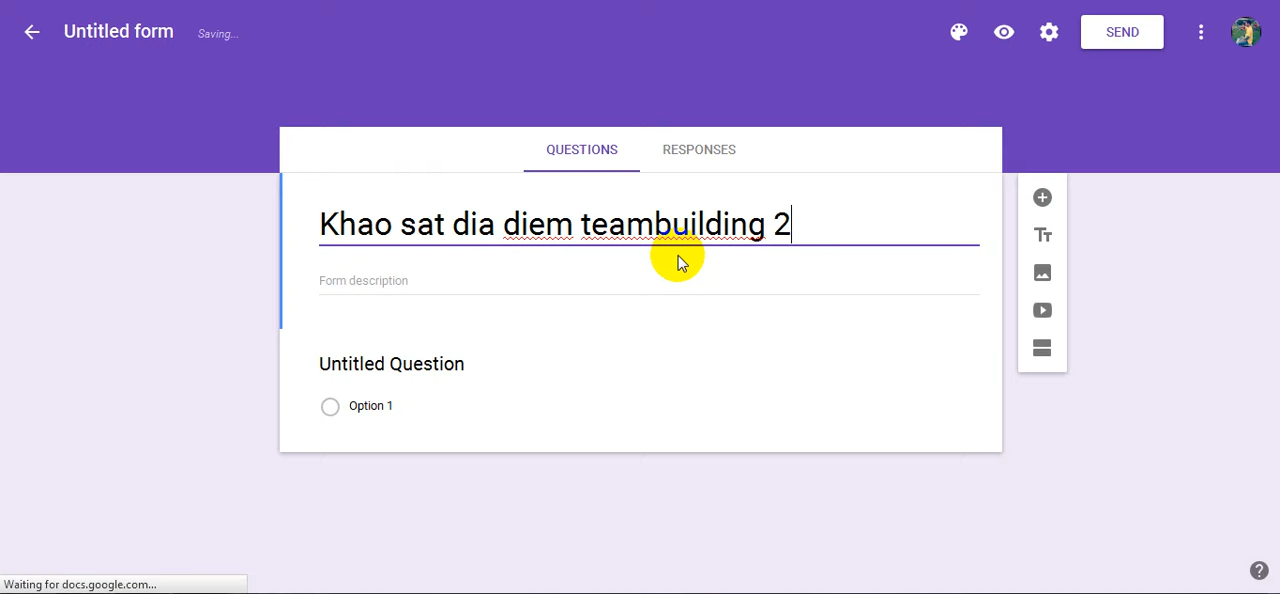 Untitled form
Saving...
SEND
QUESTIONS
RESPONSES
Khao sat dia diem teambuilding 2
Form description
Untitled Question
Option 1
Waiting for docs.google.com...